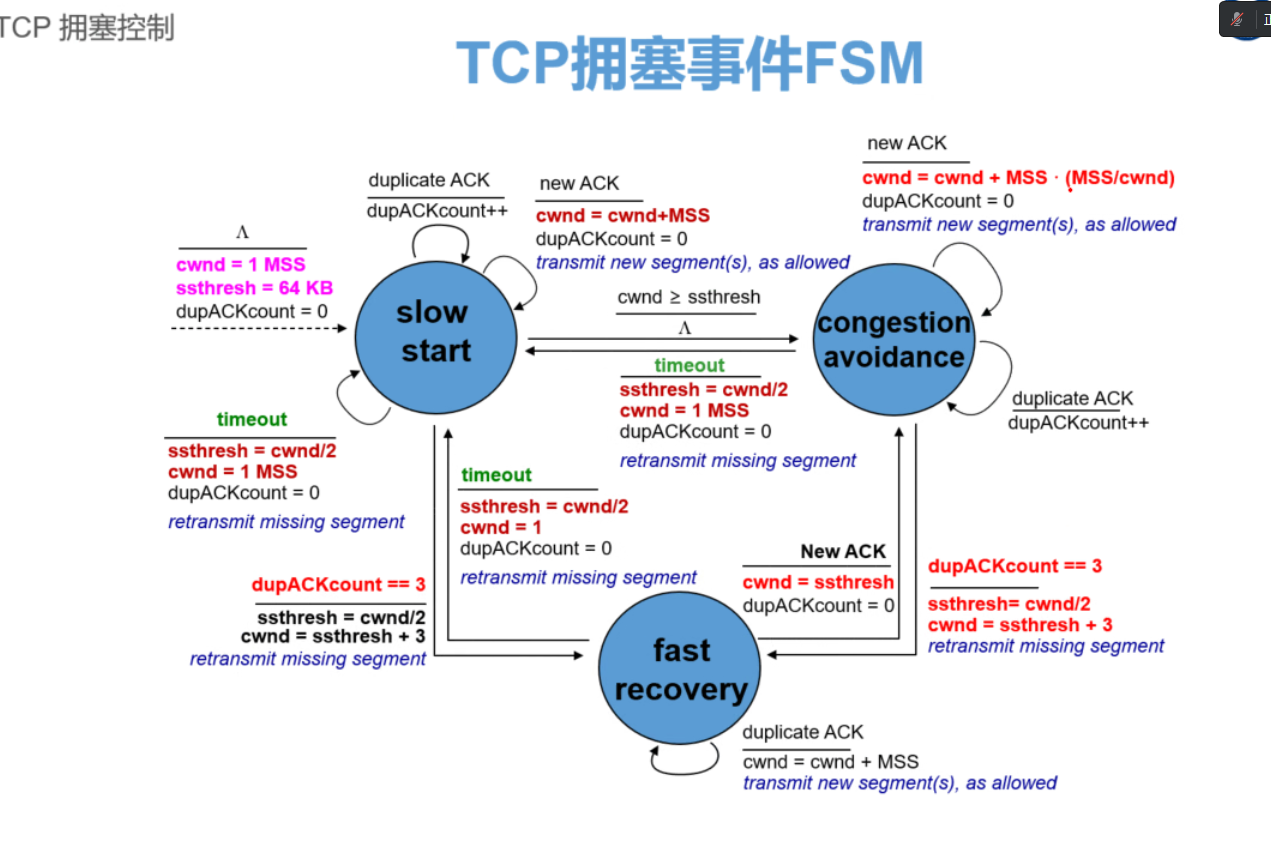 TCP 拥塞控制
TCP拥塞事件FSM
Λ
cwnd = 1 MSS
ssthresh = 64 KB
dupACKcount = 0
duplicate ACK
dupACKcount++
new ACK
cwnd = cwnd+MSS
dupACKcount = 0
transmit new segment(s), as allowed
new ACK
cwnd = cwnd + MSS · (MSS/cwnd)
dupACKcount = 0
transmit new segment(s), as allowed
slow
start
cwnd ≥ ssthresh
Λ
congestion
avoidance
timeout
ssthresh = cwnd/2
cwnd = 1 MSS
dupACKcount = 0
retransmit missing segment
duplicate ACK
dupACKcount++
timeout
ssthresh = cwnd/2
cwnd = 1 MSS
dupACKcount = 0
retransmit missing segment
timeout
ssthresh = cwnd/2
cwnd = 1
dupACKcount = 0
retransmit missing segment
dupACKcount == 3
ssthresh = cwnd/2
cwnd = ssthresh + 3
retransmit missing segment
New ACK
cwnd = ssthresh
dupACKcount = 0
dupACKcount == 3
ssthresh= cwnd/2
cwnd = ssthresh + 3
retransmit missing segment
fast
recovery
duplicate ACK
cwnd = cwnd + MSS
transmit new segment(s), as allowed